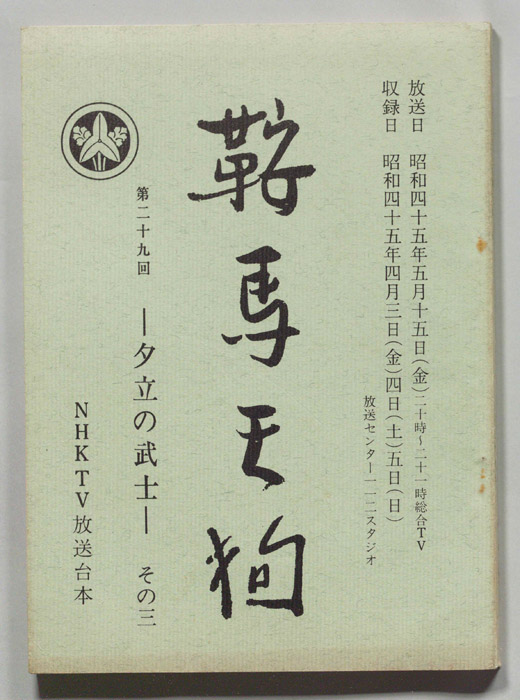 放送日　昭和四十五年五月十五日(金)二十時〜二十一時総合TV
収録日　昭和四十五年四月三日(金)四日(土)五日(日)
放送センター一一二スタジオ
鞍馬天狗
第二十九回　―夕立の武士―　その三
NHKTV放送台本